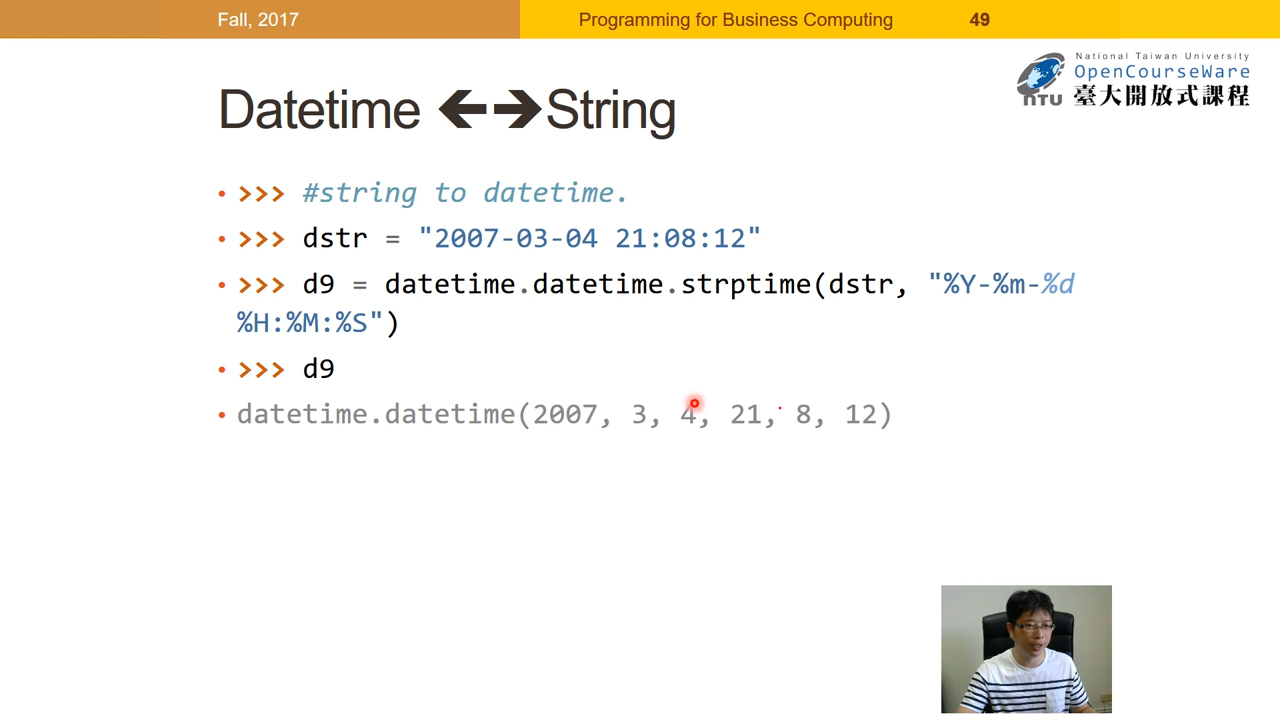 Fall, 2017
Programming for Business Computing
49
National Taiwan University
OpenCourseWare
NTU 臺大開放式課程
Datetime 🡨🡪String
• >>> #string to datetime.
• >>> dstr = "2007-03-04 21:08:12"
• >>> d9 = datetime.datetime.strptime(dstr, "%Y-%m-%d
%H:%M:%S")
• >>> d9
• datetime.datetime(2007, 3, 4, 21, 8, 12)